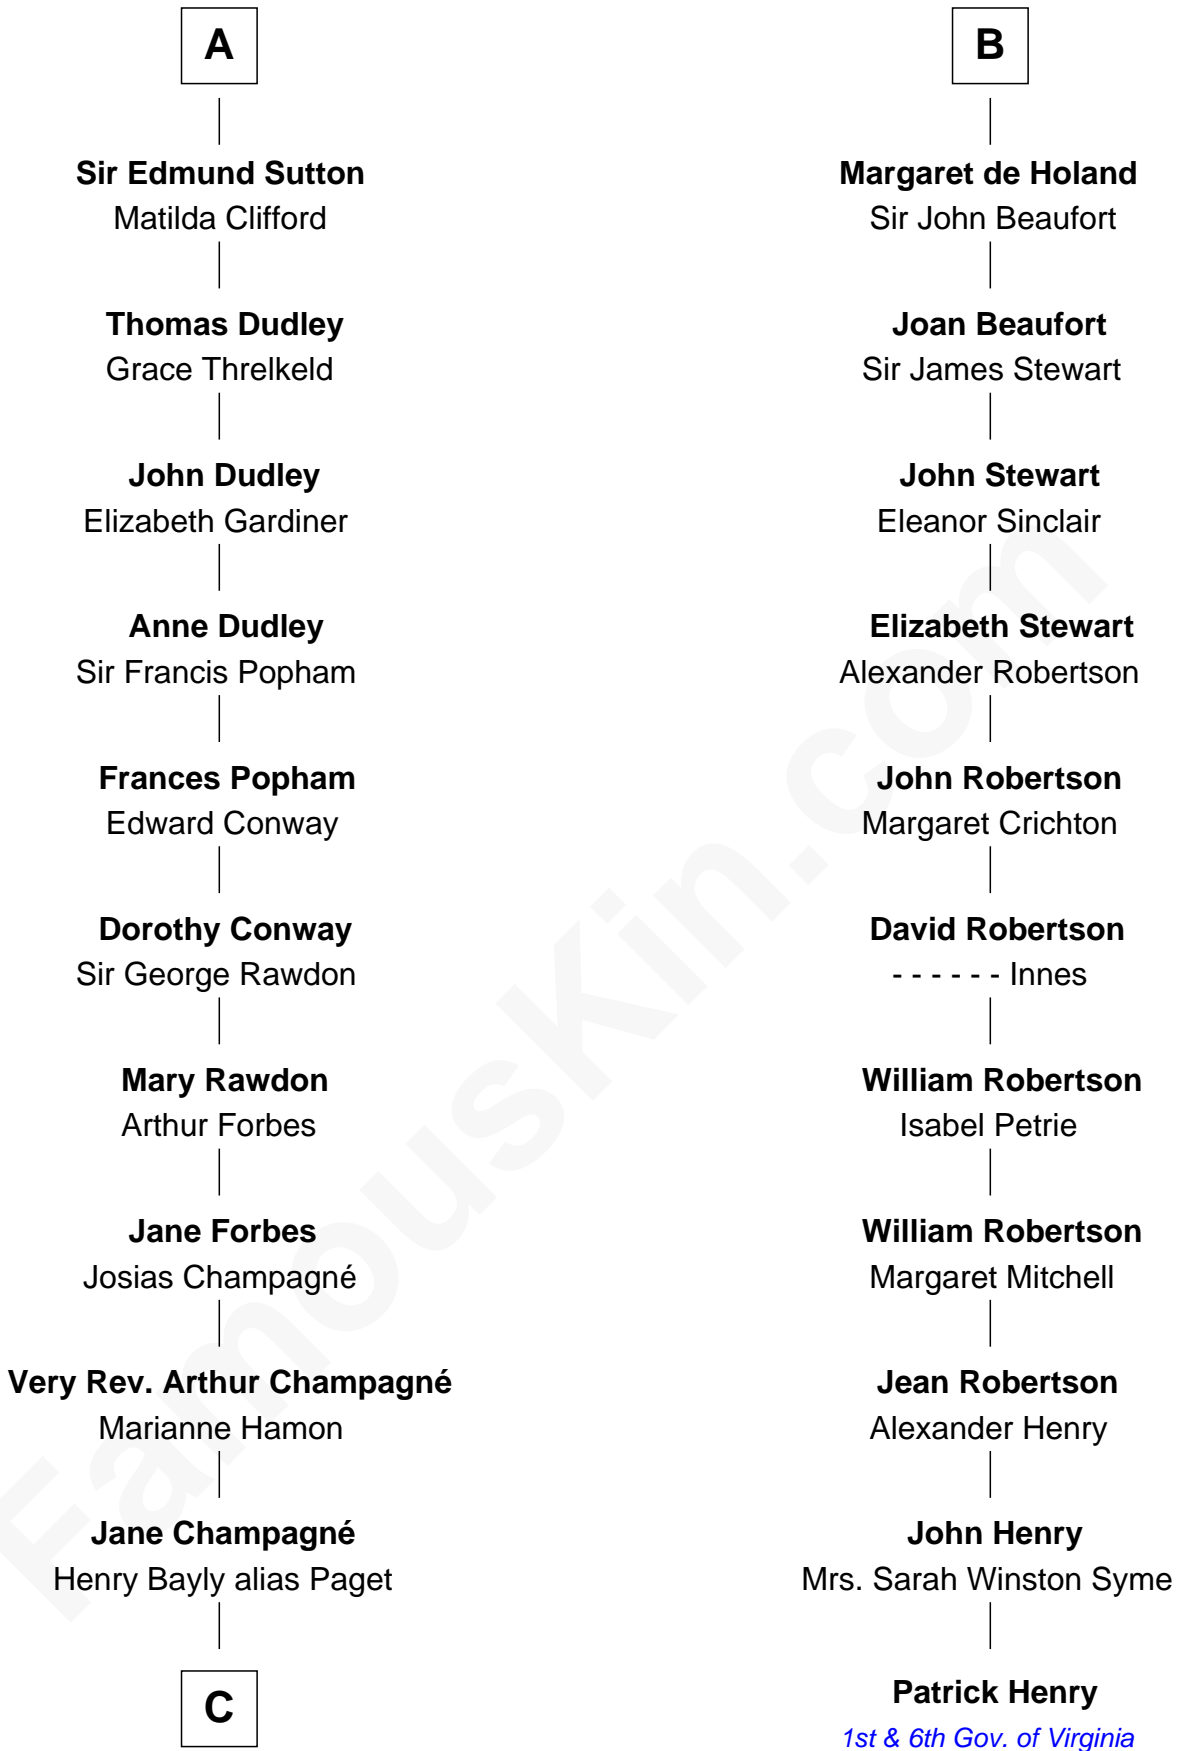 A
Sir Edmund Sutton
Matilda Clifford
Thomas Dudley
Grace Threlkeld
John Dudley
Elizabeth Gardiner
Anne Dudley
Sir Francis Popham
Frances Popham
Edward Conway
Dorothy Conway
Sir George Rawdon
Mary Rawdon
Arthur Forbes
Jane Forbes
Josias Champagné
Very Rev. Arthur Champagné
Marianne Hamon
Jane Champagné
Henry Bayly alias Paget
C
B
Margaret de Holand
Sir John Beaufort
Joan Beaufort
Sir James Stewart
John Stewart
Eleanor Sinclair
Elizabeth Stewart
Alexander Robertson
John Robertson
Margaret Crichton
David Robertson
- - - - - - Innes
William Robertson
Isabel Petrie
William Robertson
Margaret Mitchell
Jean Robertson
Alexander Henry
John Henry
Mrs. Sarah Winston Syme
Patrick Henry
1st & 6th Gov. of Virginia
FamousKin.com